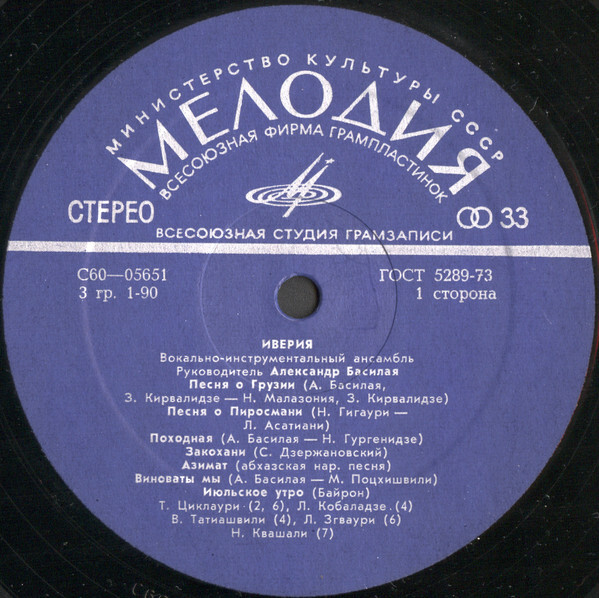 МИНИСТЕРСТВО КУЛЬТУРЫ СССР
МЕЛОДИЯ
ВСЕСОЮЗНАЯ ФИРМА ГРАМПЛАСТИНОК
СТЕРЕО
33
ВСЕСОЮЗНАЯ СТУДИЯ ГРАМЗАПИСИ
С60—05651
ГОСТ 5289-73
3 гр. 1-90
1 сторона
ИВЕРИЯ
Вокально-инструментальный ансамбль
Руководитель Александр Басилая
Песня о Грузии (А. Басилая,
З. Кирвалидзе — Н. Малазония, З. Кирвалидзе)
Песня о Пиросмани (Н. Гигаури —
Л. Асатиани)
Походная (А. Басилая — Н. Гургенидзе)
Закохани (С. Дзержановский)
Азимат (абхазская нар. песня)
Виноваты мы (А. Басилая — М. Поцхишвили)
Июльское утро (Байрон)
Т. Циклаури (2, 6), Л. Кобаладзе (4)
В. Татиашвили (4), Л. Згваури (6)
Н. Квашали (7)